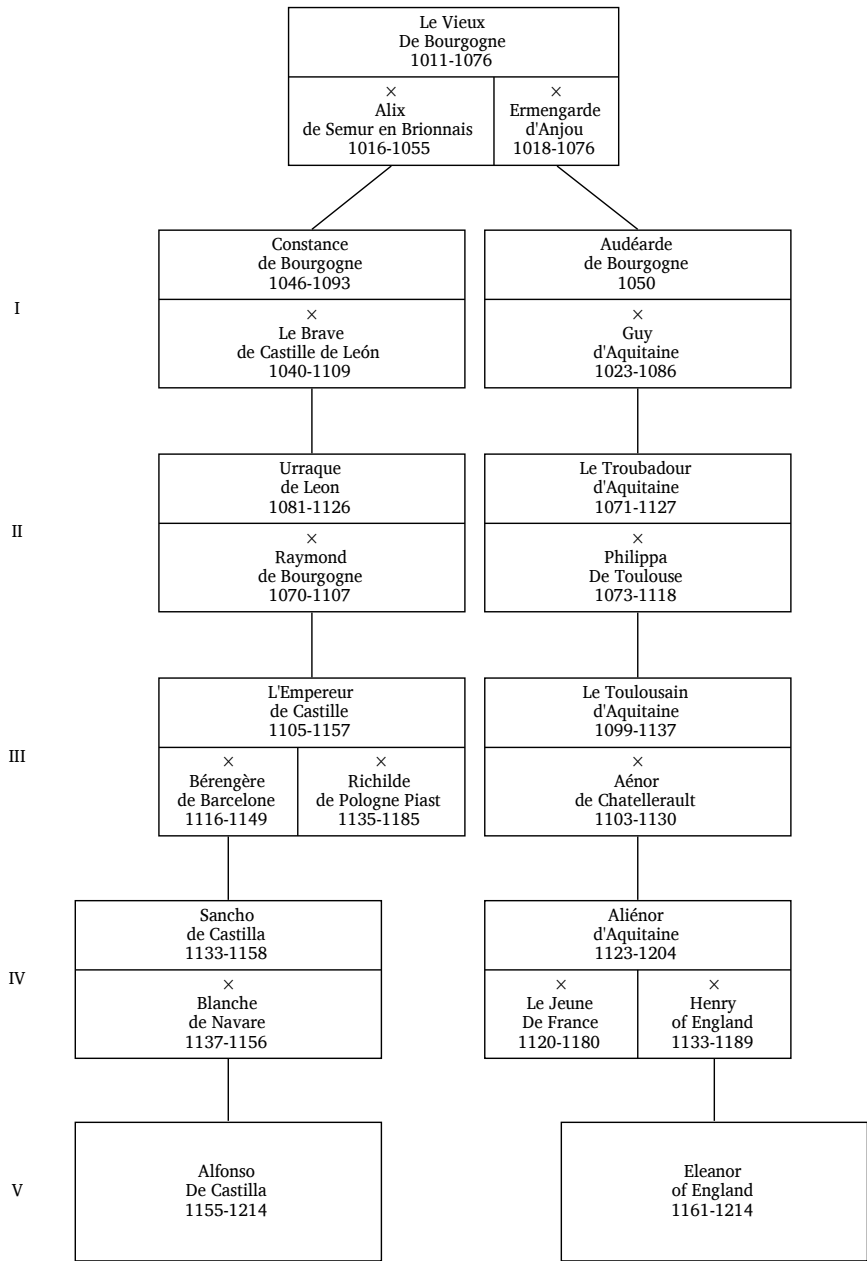 Le Vieux
De Bourgogne
1011-1076
×
Alix
de Semur en Brionnais
1016-1055
×
Ermengarde
d'Anjou
1018-1076
I
Constance
de Bourgogne
1046-1093
×
Le Brave
de Castille de León
1040-1109
Audéarde
de Bourgogne
1050
×
Guy
d'Aquitaine
1023-1086
II
Urraque
de Leon
1081-1126
×
Raymond
de Bourgogne
1070-1107
Le Troubadour
d'Aquitaine
1071-1127
×
Philippa
De Toulouse
1073-1118
III
L'Empereur
de Castille
1105-1157
×
Bérengère
de Barcelone
1116-1149
×
Richilde
de Pologne Piast
1135-1185
Le Toulousain
d'Aquitaine
1099-1137
×
Aénor
de Chatellerault
1103-1130
IV
Sancho
de Castilla
1133-1158
×
Blanche
de Navare
1137-1156
Aliénor
d'Aquitaine
1123-1204
×
Le Jeune
De France
1120-1180
×
Henry
of England
1133-1189
V
Alfonso
De Castilla
1155-1214
Eleanor
of England
1161-1214